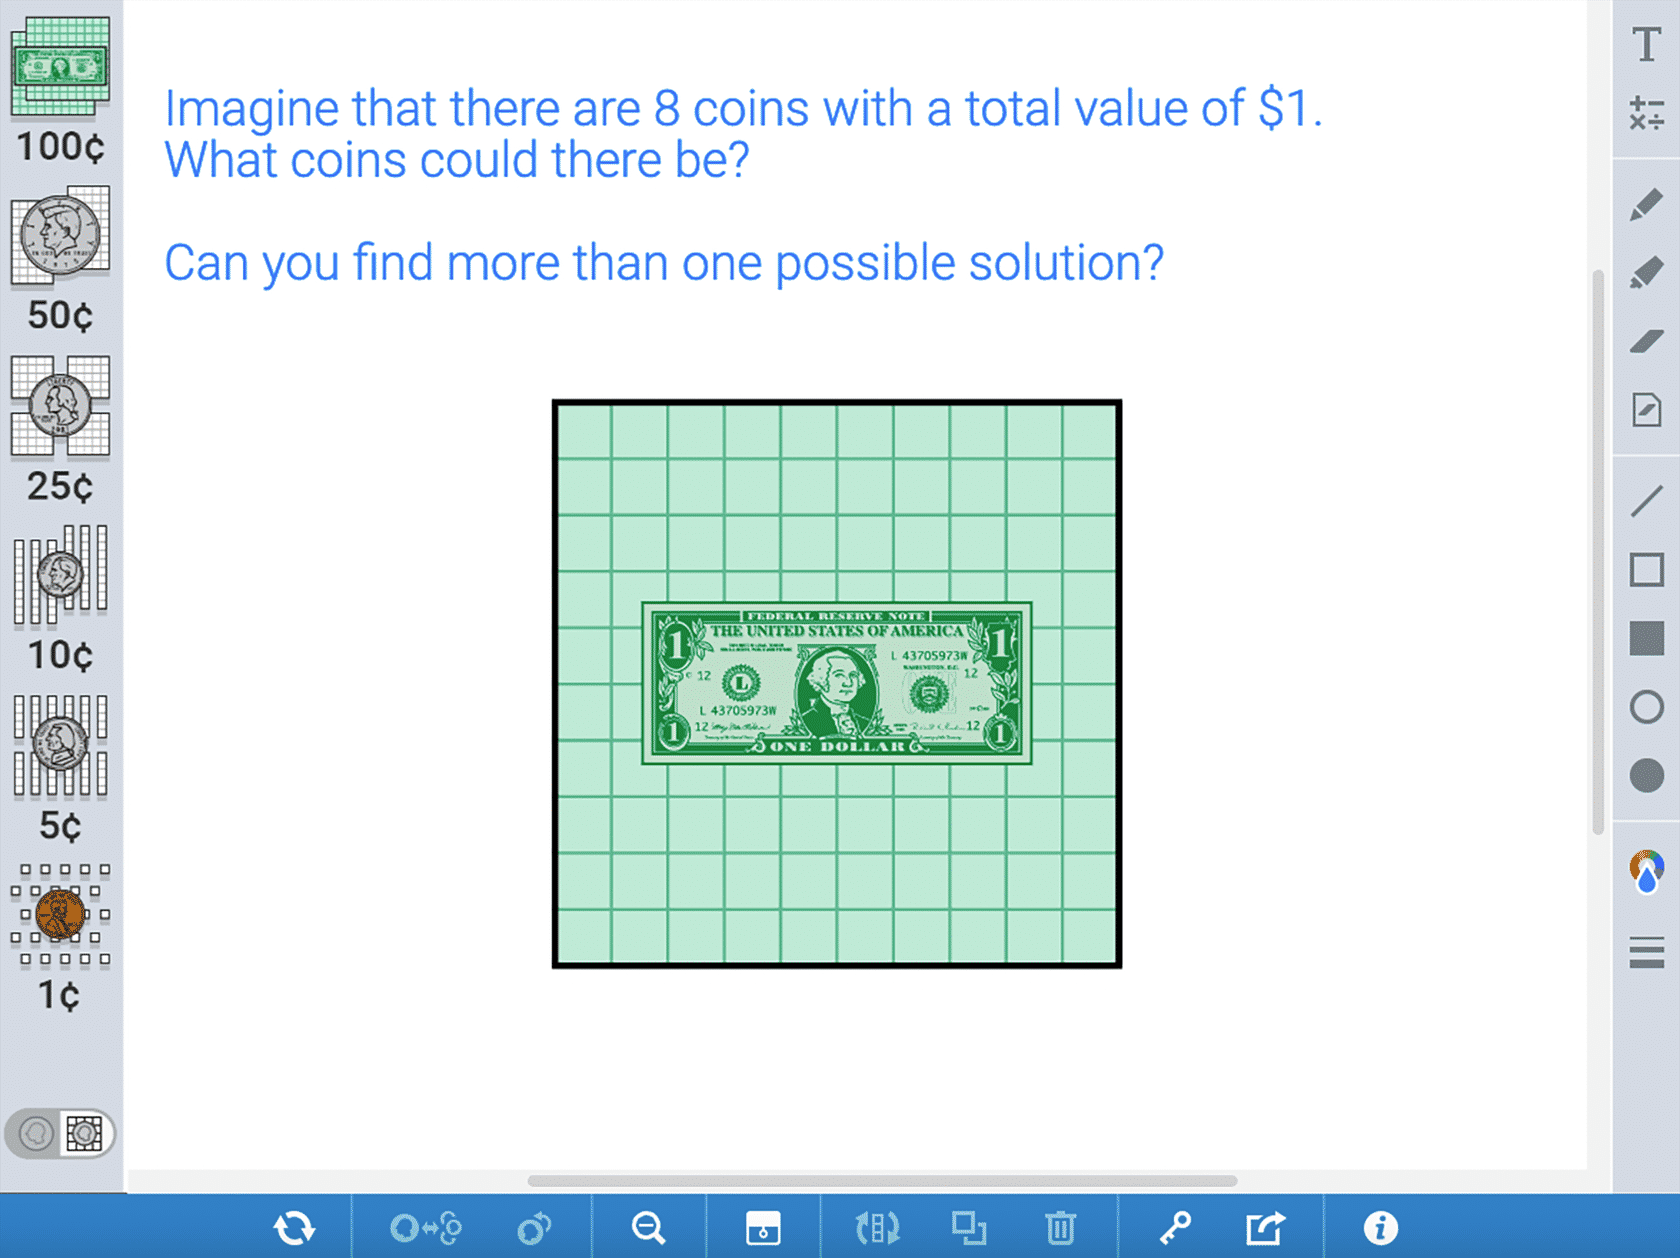 Imagine that there are 8 coins with a total value of $1.
What coins could there be?
Can you find more than one possible solution?
100¢
50¢
25¢
10¢
5¢
1¢
FEDERAL RESERVE NOTE
THE UNITED STATES OF AMERICA
1
1
L 43705973W
WASHINGTON, D.C.
12
12
L
L 43705973W
1
12
12
1
ONE DOLLAR
LIBERTY
T